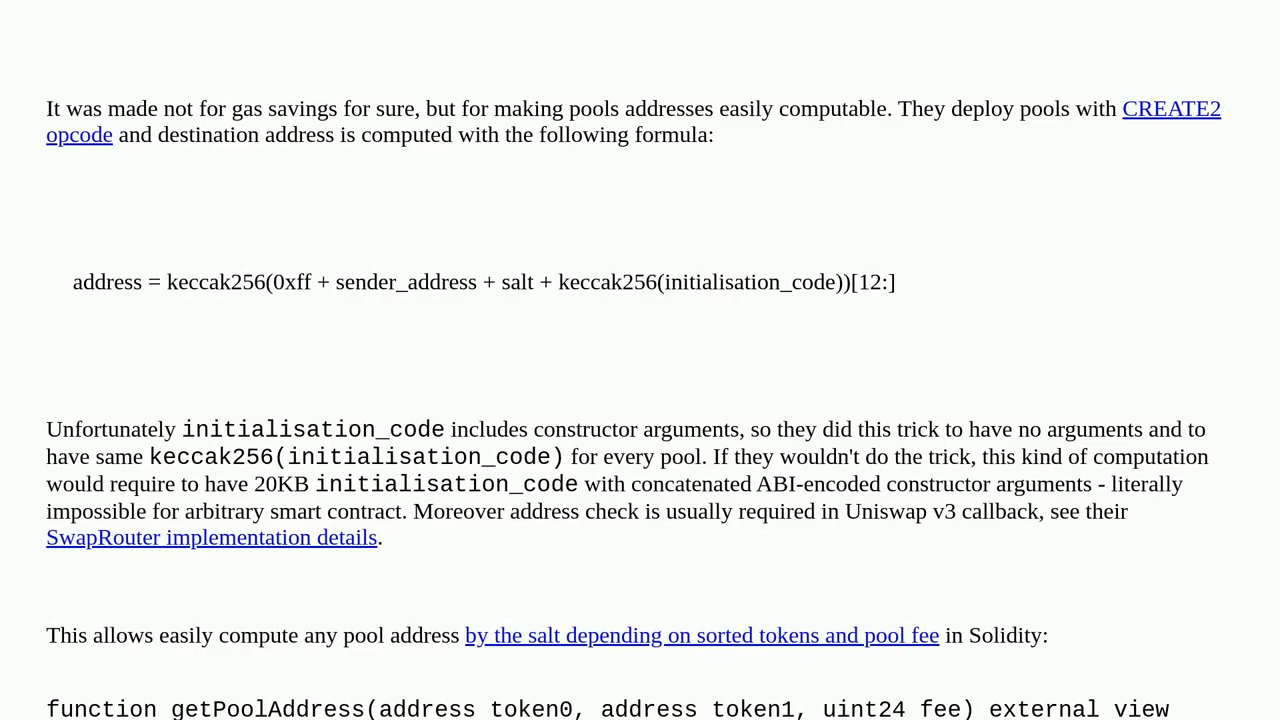 It was made not for gas savings for sure, but for making pools addresses easily computable. They deploy pools with CREATE2
opcode and destination address is computed with the following formula:
address = keccak256(0xff + sender_address + salt + keccak256(initialisation_code))[12:]
Unfortunately initialisation_code includes constructor arguments, so they did this trick to have no arguments and to
have same keccak256(initialisation_code) for every pool. If they wouldn't do the trick, this kind of computation
would require to have 20KB initialisation_code with concatenated ABI-encoded constructor arguments - literally
impossible for arbitrary smart contract. Moreover address check is usually required in Uniswap v3 callback, see their
SwapRouter implementation details.
This allows easily compute any pool address by the salt depending on sorted tokens and pool fee in Solidity:
function getPoolAddress(address token0, address token1, uint24 fee) external view